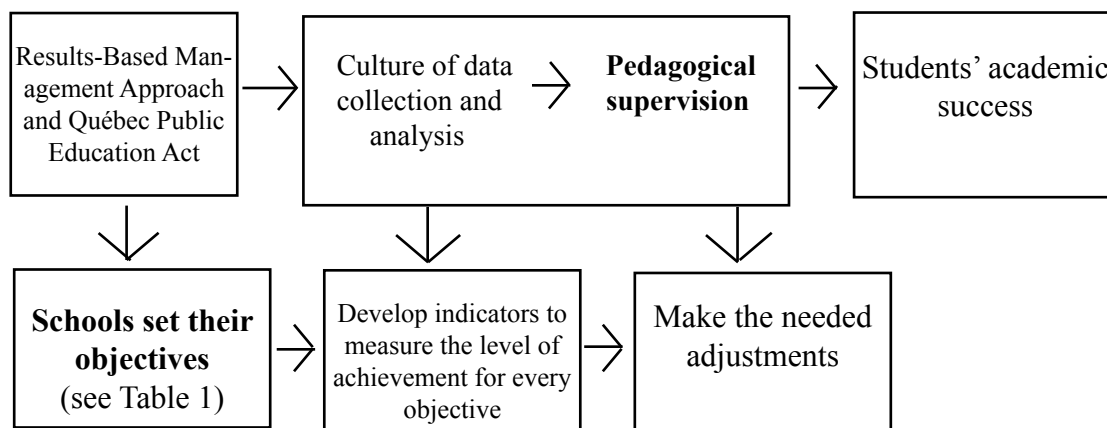 Results-Based Man-
agement Approach
and Québec Public
Education Act
Culture of data
collection and
analysis
Pedagogical
supervision
Students’ academic
success
Schools set their
objectives
(see Table 1)
Develop indicators to
measure the level of
achievement for every
objective
Make the needed
adjustments